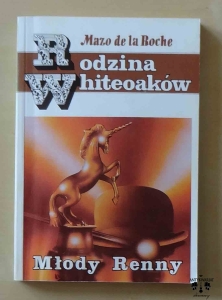 Mazo de la Roche
Rodzina
Whiteoaków
Młody Renny